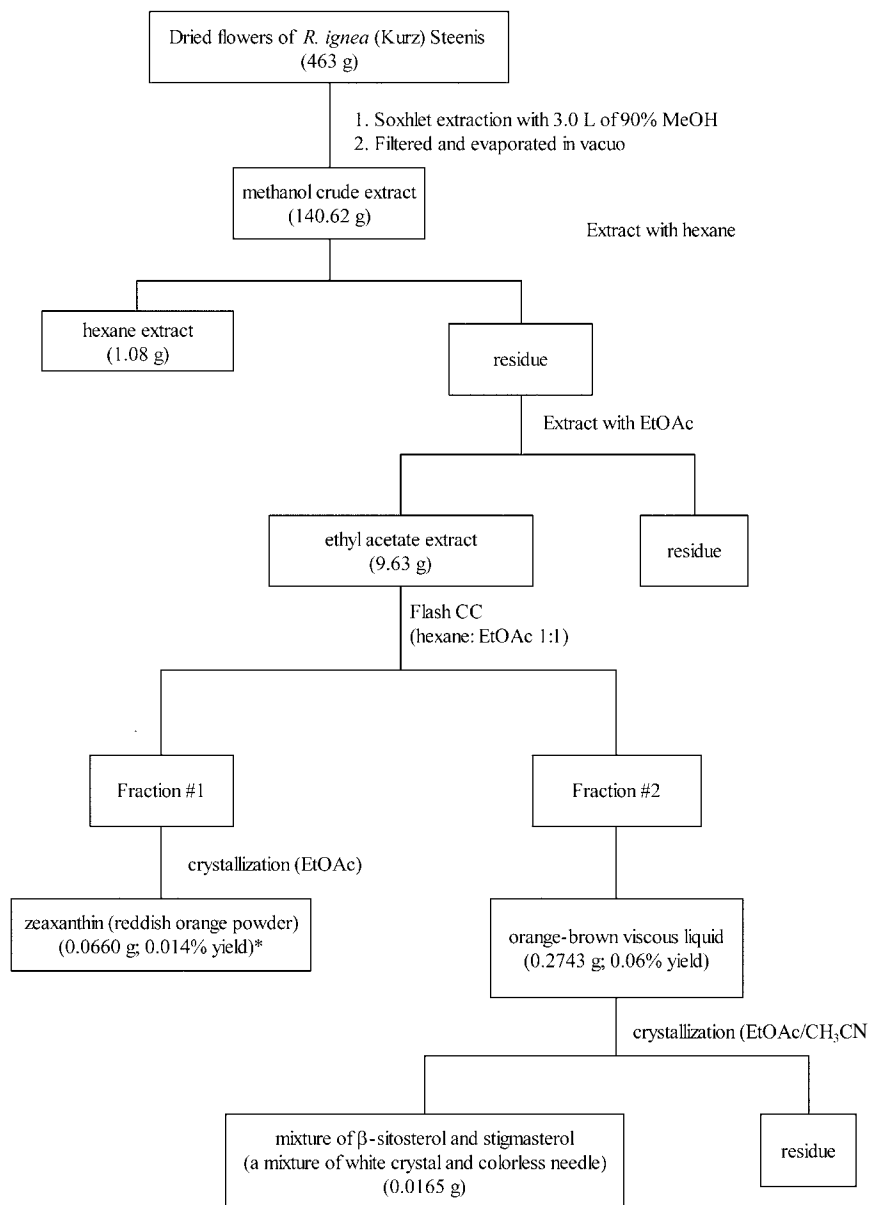 Dried flowers of R. ignea (Kurz) Steenis
(463 g)
1. Soxhlet extraction with 3.0 L of 90% MeOH
2. Filtered and evaporated in vacuo
methanol crude extract
(140.62 g)
Extract with hexane
hexane extract
(1.08 g)
residue
Extract with EtOAc
ethyl acetate extract
(9.63 g)
residue
Flash CC
(hexane: EtOAc 1:1)
Fraction #1
Fraction #2
crystallization (EtOAc)
zeaxanthin (reddish orange powder)
(0.0660 g; 0.014% yield)*
orange-brown viscous liquid
(0.2743 g; 0.06% yield)
crystallization (EtOAc/CH₃CN
mixture of β-sitosterol and stigmasterol
(a mixture of white crystal and colorless needle)
(0.0165 g)
residue